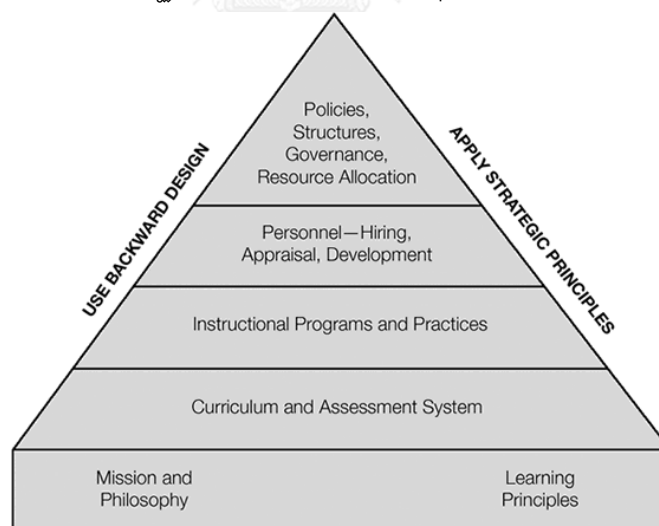 Policies,
Structures,
Governance,
Resource Allocation
USE BACKWARD DESIGN
APPLY STRATEGIC PRINCIPLES
Personnel—Hiring,
Appraisal, Development
Instructional Programs and Practices
Curriculum and Assessment System
Mission and
Philosophy
Learning
Principles